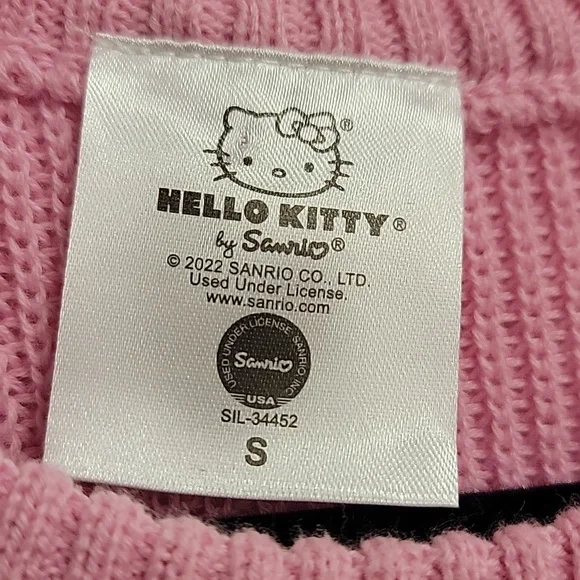 ®
HELLO KITTY®
by Sanrio®
© 2022 SANRIO CO., LTD.
Used Under License.
www.sanrio.com
USED UNDER LICENSE SANRIO, INC.
Sanrio
USA
SIL-34452
S